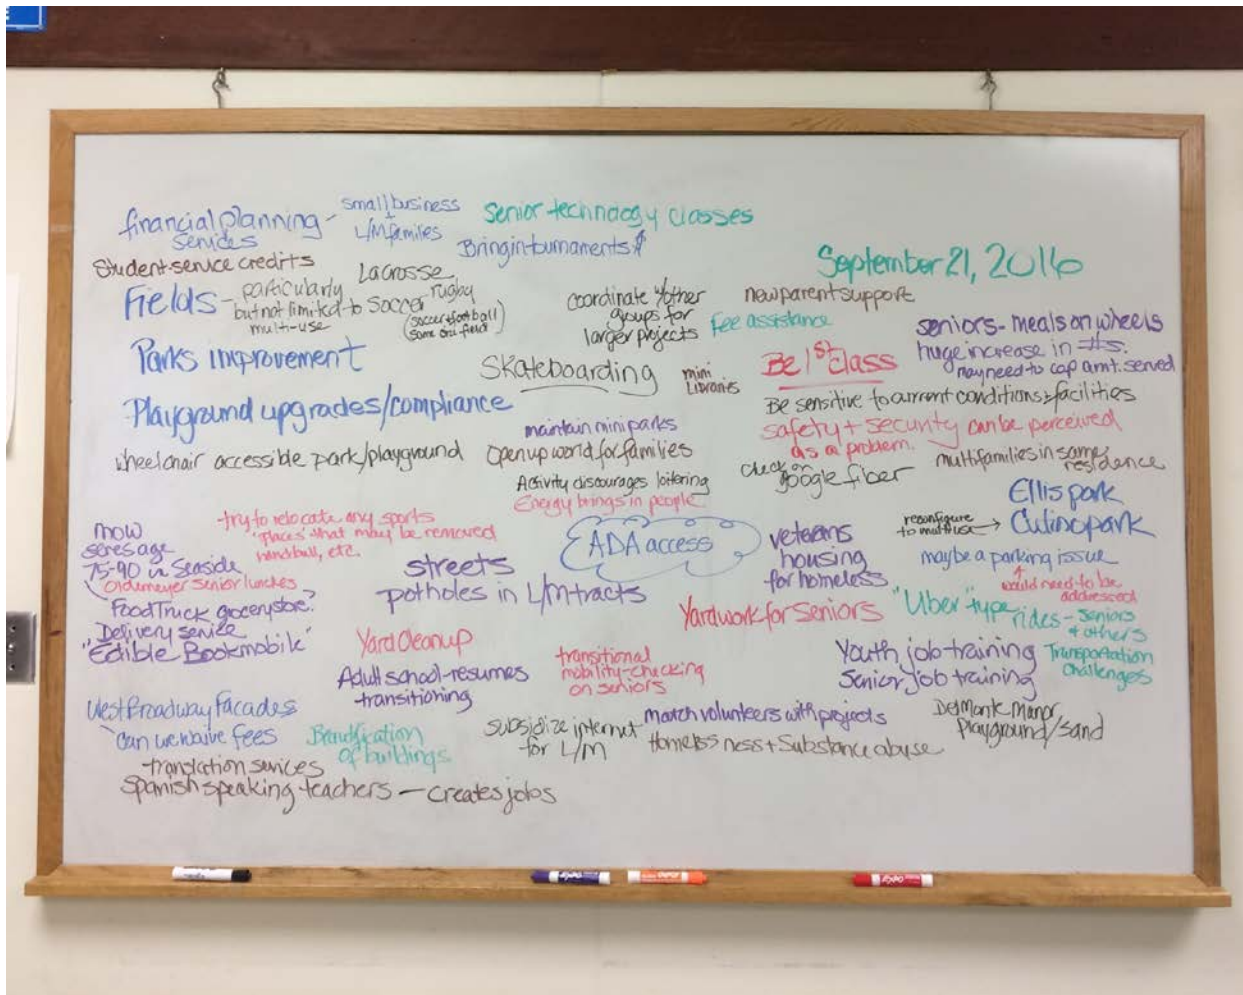 E
financial planning - small business
services + L/M families
Senior technology classes
Bring in tournaments $
Student service credits
September 21, 2016
Fields - particularly Lacrosse
but not limited to soccer rugby
multi-use (soccer + football
same one field)
coordinate w/other
groups for
larger projects
new parent support
Fee assistance
seniors - meals on wheels
huge increase in #s.
may need to cap amt. served
Parks improvement
Skateboarding
mini
Libraries
Be 1st class
Playground upgrades/compliance
Be sensitive to current conditions + facilities
maintain mini parks
safety + security can be perceived
as a problem.
wheelchair accessible park/playground
Open up world for families
check on
google fiber
multifamilies in same
residence
Activity discourages loitering
Energy brings in people
Ellis park
reconfigure
to multiuse → Cutino park
maybe a parking issue
would need to be
addressed
MOW
serves age
75-90 in Seaside
Oldemeyer Senior lunches
- try to relocate any sports
"places" that may be removed
handball, etc.
ADA access
veterans
housing
for homeless
streets
potholes in L/M tracts
Food Truck grocery store?
Delivery service
"Edible Bookmobile"
Yardwork for Seniors
"Uber" type
rides - seniors
+ others
Transportation
Challenges
Yard Cleanup
Adult school - resumes
transitioning
transitional
mobility - checking
on seniors
Youth job training
Senior job training
West Broadway Facades
Can we waive fees
Beautification
of buildings
subsidize internet
for L/M
match volunteers with projects
Homelessness + Substance abuse
Del Monte Manor
Playground/sand
translation services
Spanish speaking teachers — creates jobs
EXPO
EXPO
EXPO